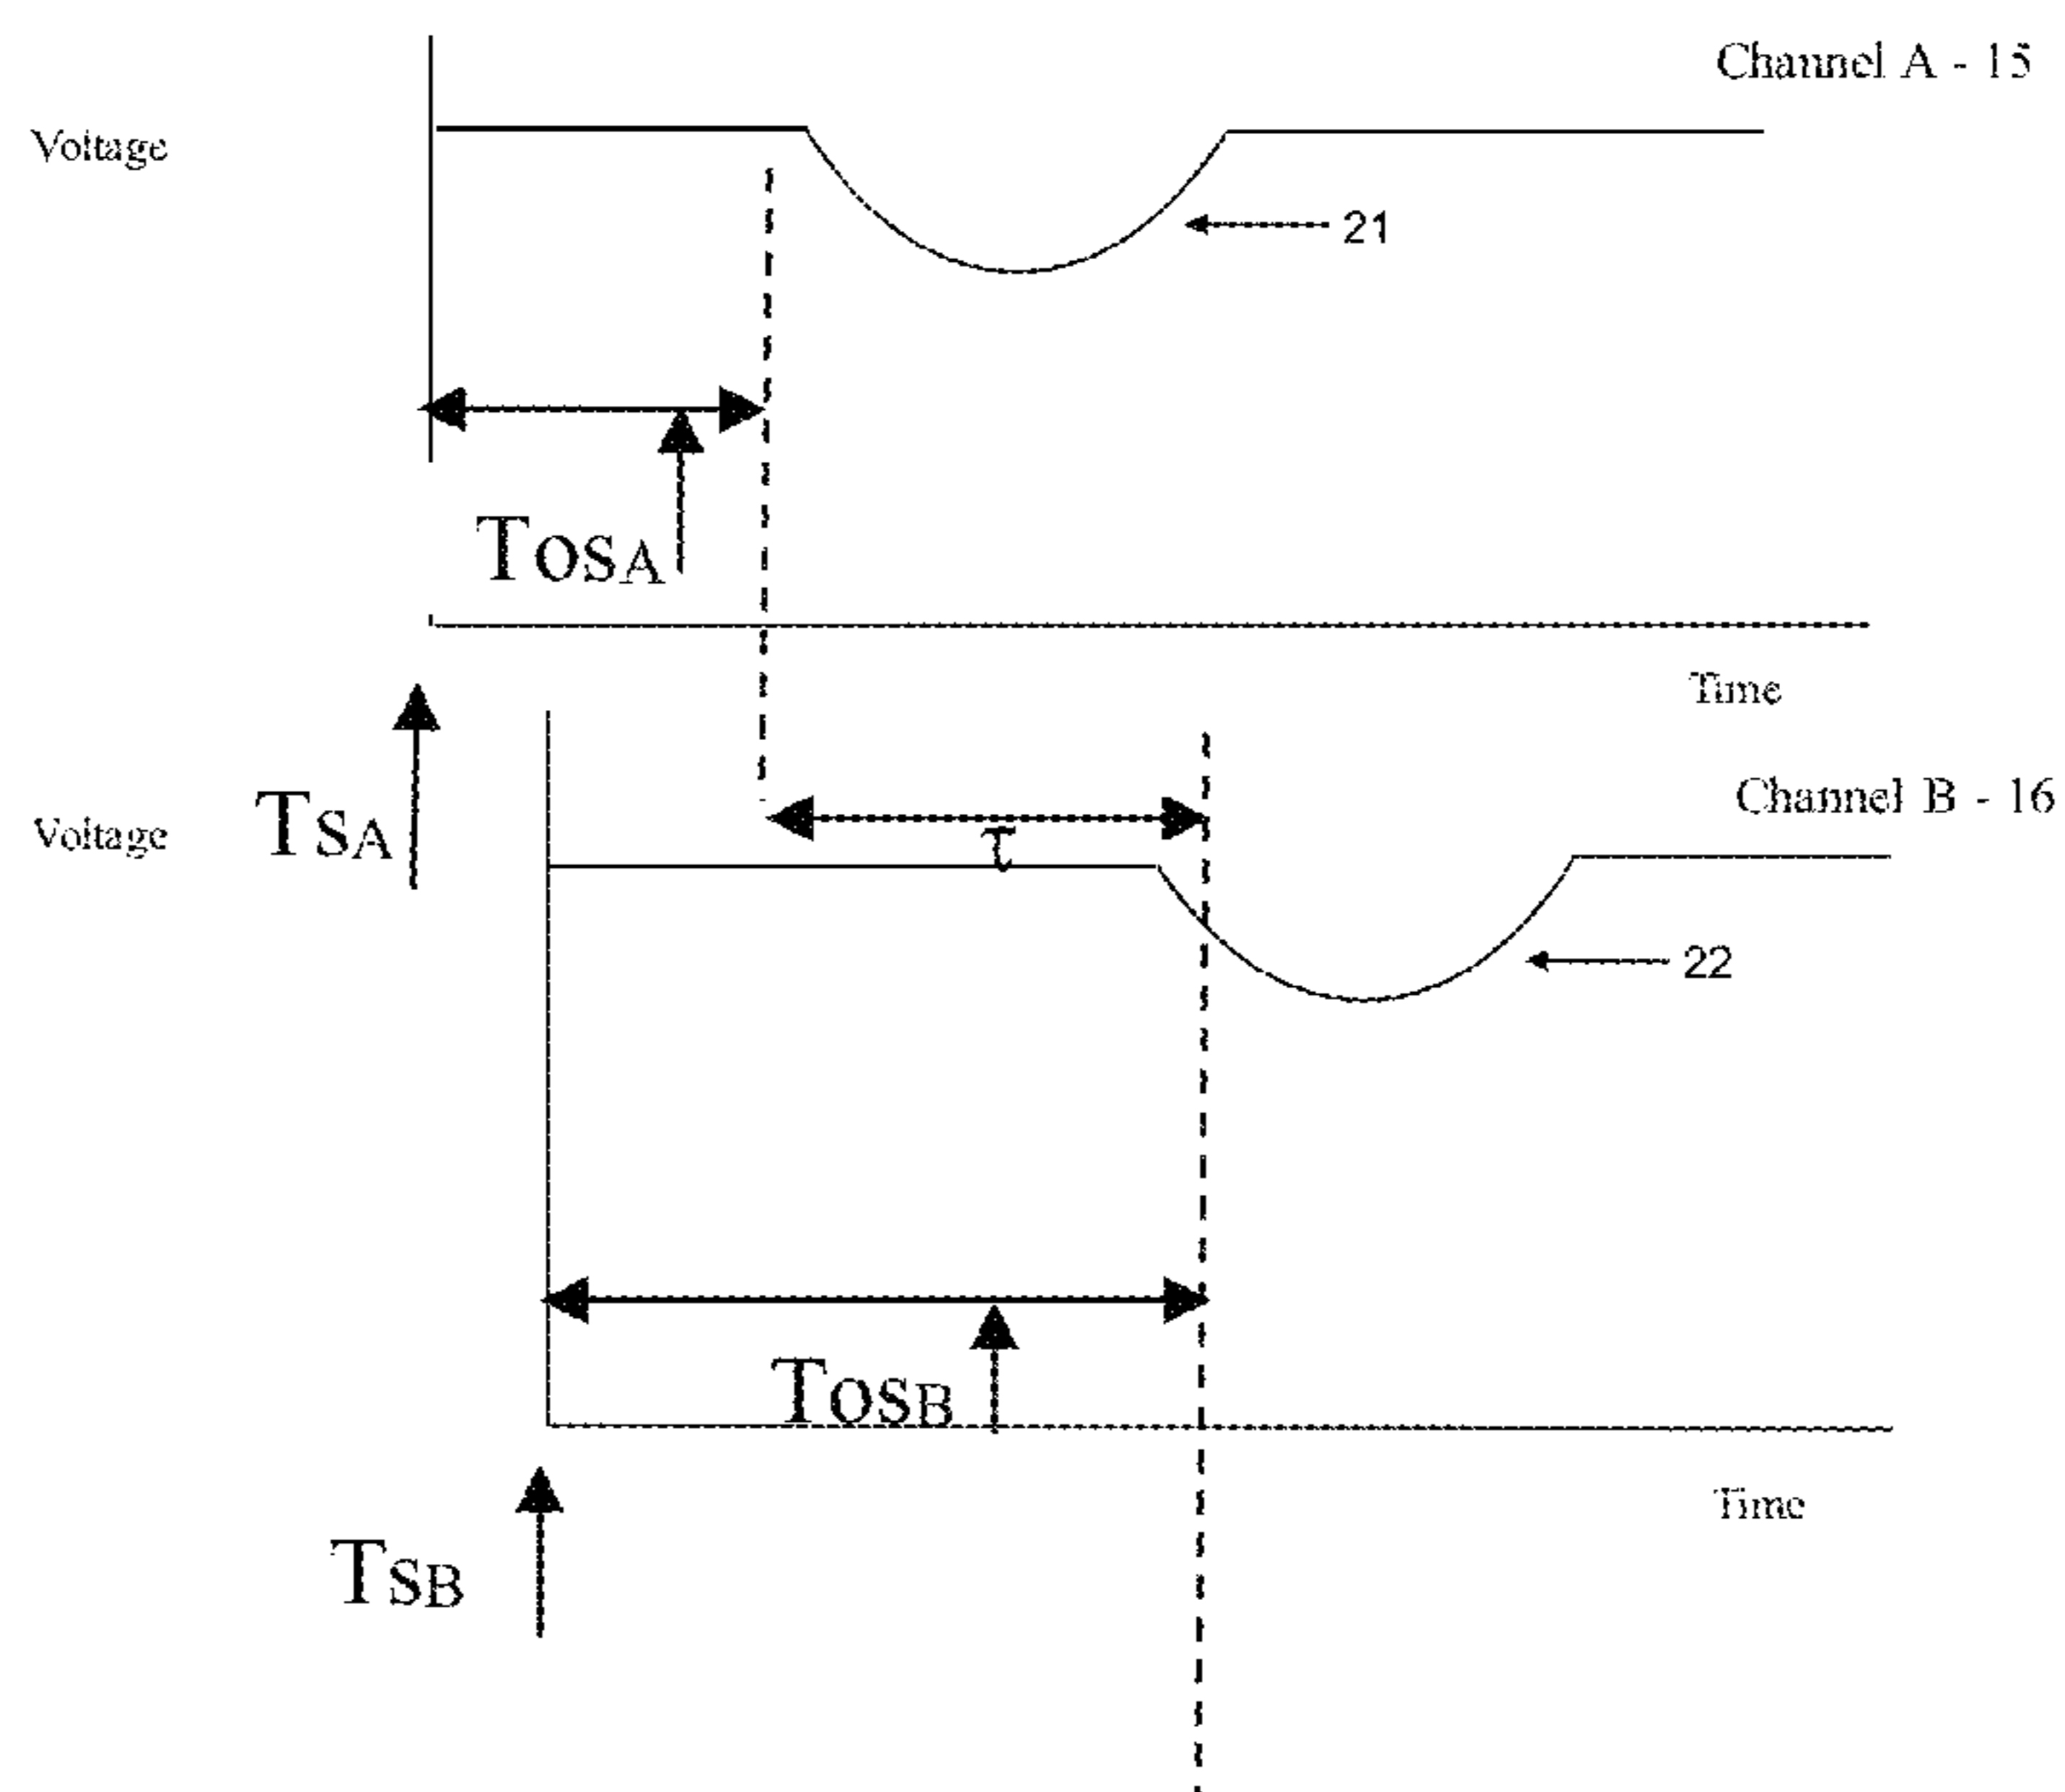 Channel A - 15
Voltage
21
TOSA
Time
Channel B - 16
TSA
Voltage
τ
22
TOSB
Time
TSB